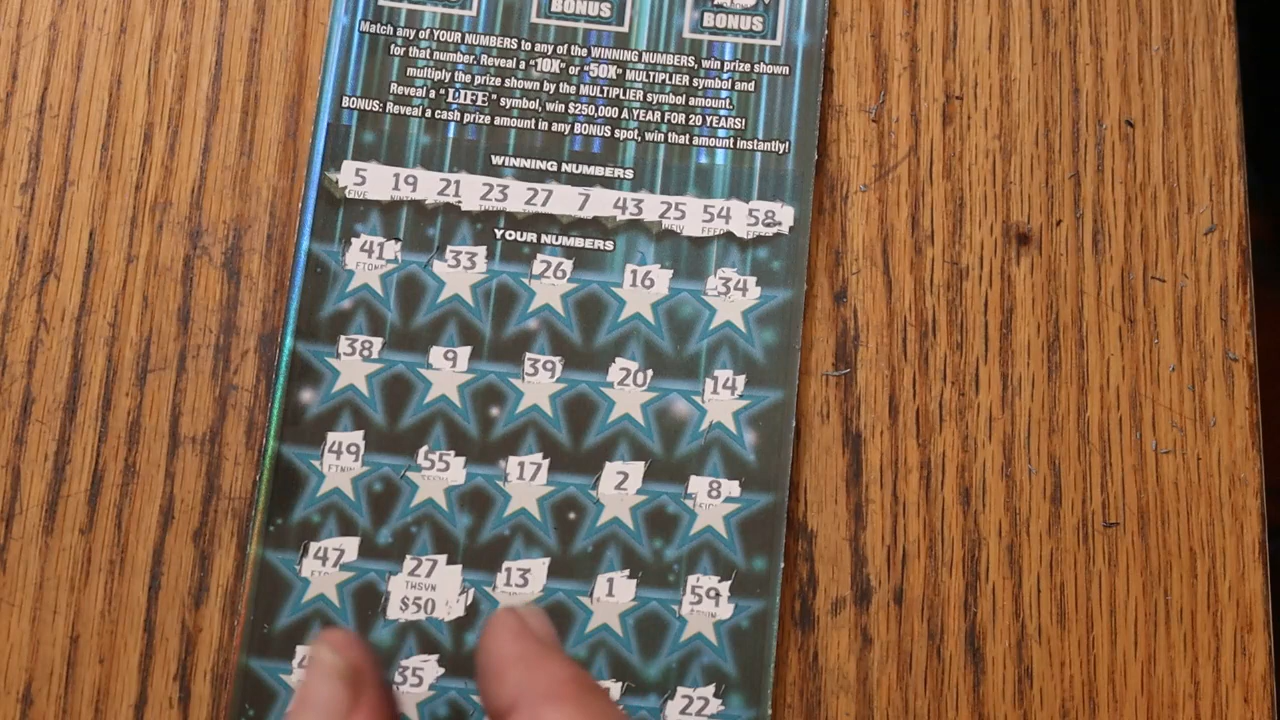 BONUS BONUS BONUS
Match any of YOUR NUMBERS to any of the WINNING NUMBERS, win prize shown
for that number. Reveal a "10X" or "50X" MULTIPLIER symbol and
multiply the prize shown by the MULTIPLIER symbol amount.
Reveal a "LIFE" symbol, win $250,000 A YEAR FOR 20 YEARS!
BONUS: Reveal a cash prize amount in any BONUS spot, win that amount instantly!
WINNING NUMBERS
5 19 21 23 27 7 43 25 54 58
FIVE
YOUR NUMBERS
41 33 26 16 34
38 9 39 20 14
49 55 17 2 8
47 27 13 1 59
THSVN
$50
35 22